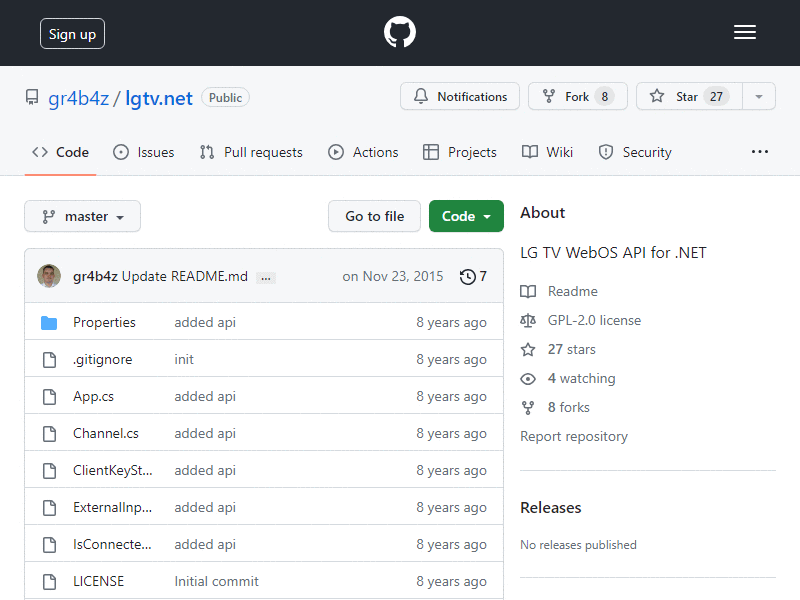 Sign up
gr4b4z / lgtv.net Public
Notifications Fork 8 Star 27
Code Issues Pull requests Actions Projects Wiki Security ...
master Go to file Code
gr4b4z Update README.md ... on Nov 23, 2015 7
Properties added api 8 years ago
.gitignore init 8 years ago
App.cs added api 8 years ago
Channel.cs added api 8 years ago
ClientKeySt... added api 8 years ago
ExternalInp... added api 8 years ago
IsConnecte... added api 8 years ago
LICENSE Initial commit 8 years ago
About
LG TV WebOS API for .NET
Readme
GPL-2.0 license
27 stars
4 watching
8 forks
Report repository
Releases
No releases published